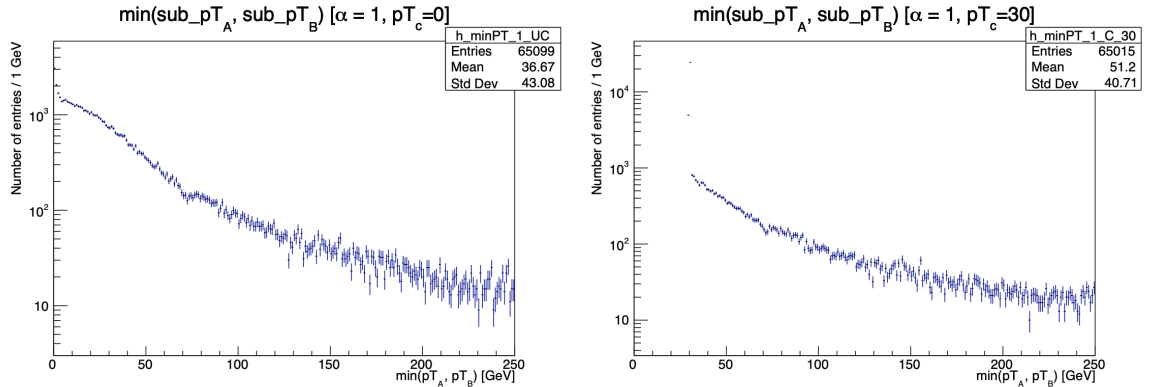 min(sub_pT_A, sub_pT_B) [α = 1, pT_c=0]
h_minPT_1_UC
Entries 65099
Mean 36.67
Std Dev 43.08
Number of entries / 1 GeV
10^3
10^2
10
0 50 100 150 200 250
min(pT_A, pT_B) [GeV]
min(sub_pT_A, sub_pT_B) [α = 1, pT_c=30]
h_minPT_1_C_30
Entries 65015
Mean 51.2
Std Dev 40.71
Number of entries / 1 GeV
10^4
10^3
10^2
10
0 50 100 150 200 250
min(pT_A, pT_B) [GeV]